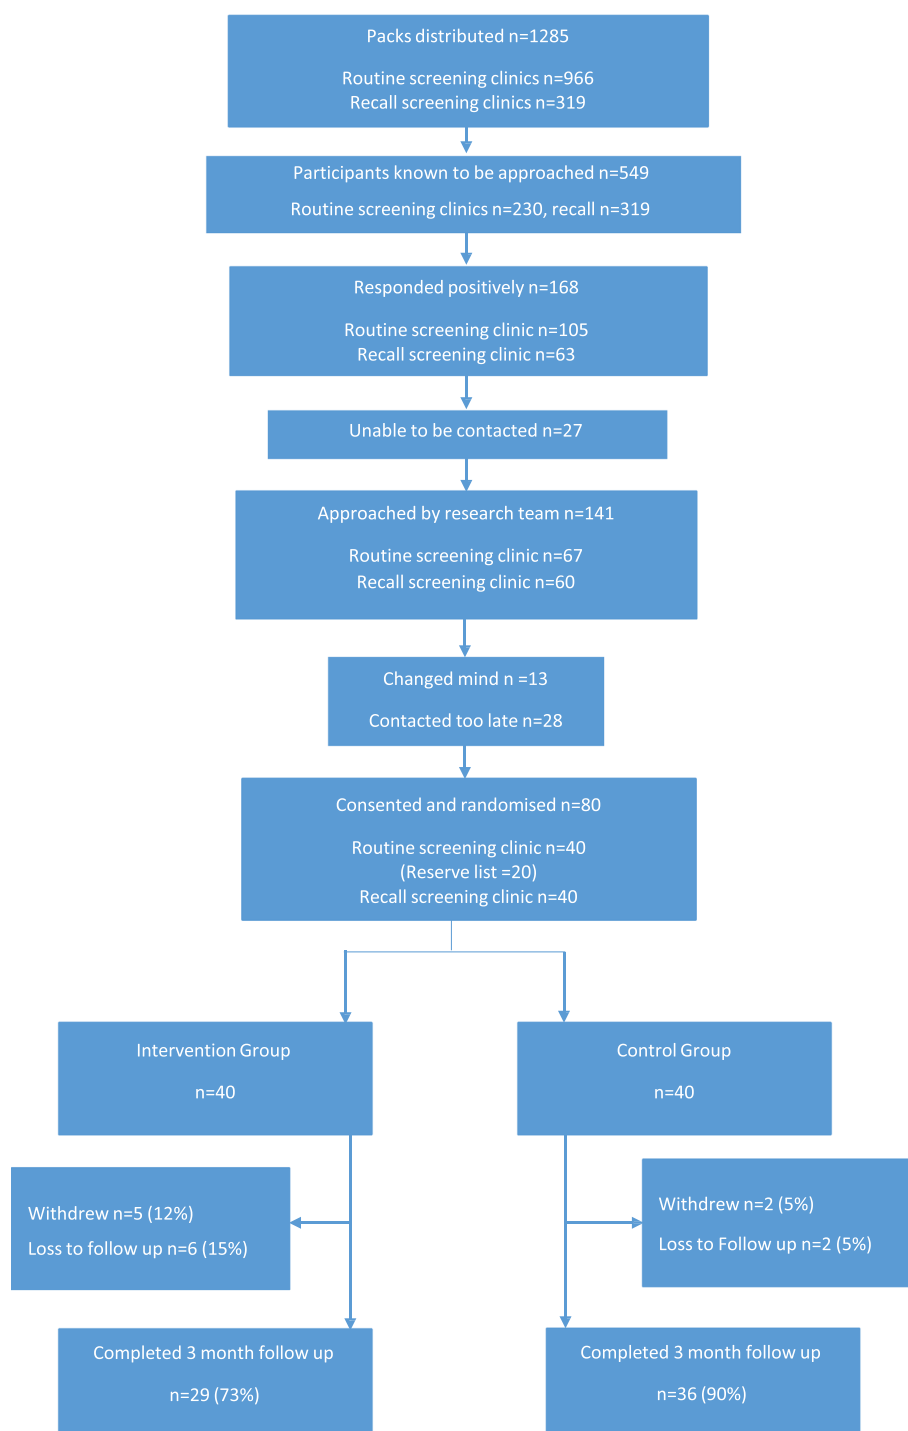 Packs distributed n=1285
Routine screening clinics n=966
Recall screening clinics n=319
Participants known to be approached n=549
Routine screening clinics n=230, recall n=319
Responded positively n=168
Routine screening clinic n=105
Recall screening clinic n=63
Unable to be contacted n=27
Approached by research team n=141
Routine screening clinic n=67
Recall screening clinic n=60
Changed mind n =13
Contacted too late n=28
Consented and randomised n=80
Routine screening clinic n=40
(Reserve list =20)
Recall screening clinic n=40
Intervention Group
n=40
Control Group
n=40
Withdrew n=5 (12%)
Loss to follow up n=6 (15%)
Withdrew n=2 (5%)
Loss to Follow up n=2 (5%)
Completed 3 month follow up
n=29 (73%)
Completed 3 month follow up
n=36 (90%)